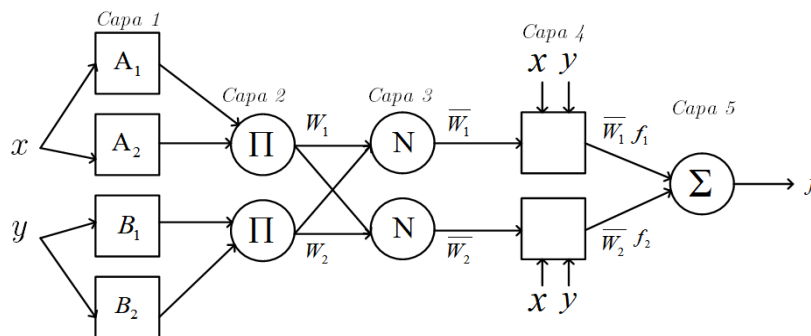 Capa 1
A₁
A₂
x
y
B₁
B₂
Capa 2
Π
Π
W₁
W₂
Capa 3
N
N
W̅₁
W̅₂
Capa 4
x y
x y
W̅₁ f₁
W̅₂ f₂
Capa 5
Σ